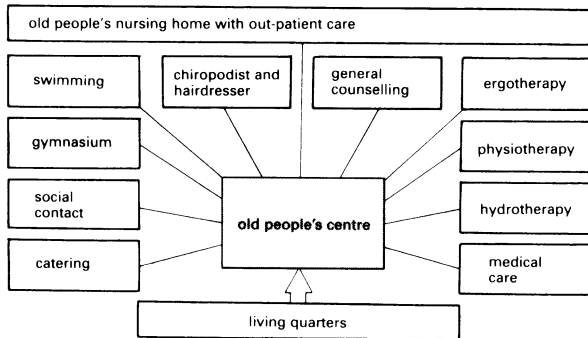 old people's nursing home with out-patient care
swimming
chiropodist and
hairdresser
general
counselling
ergotherapy
gymnasium
physiotherapy
social
contact
old people's centre
hydrotherapy
catering
medical
care
living quarters